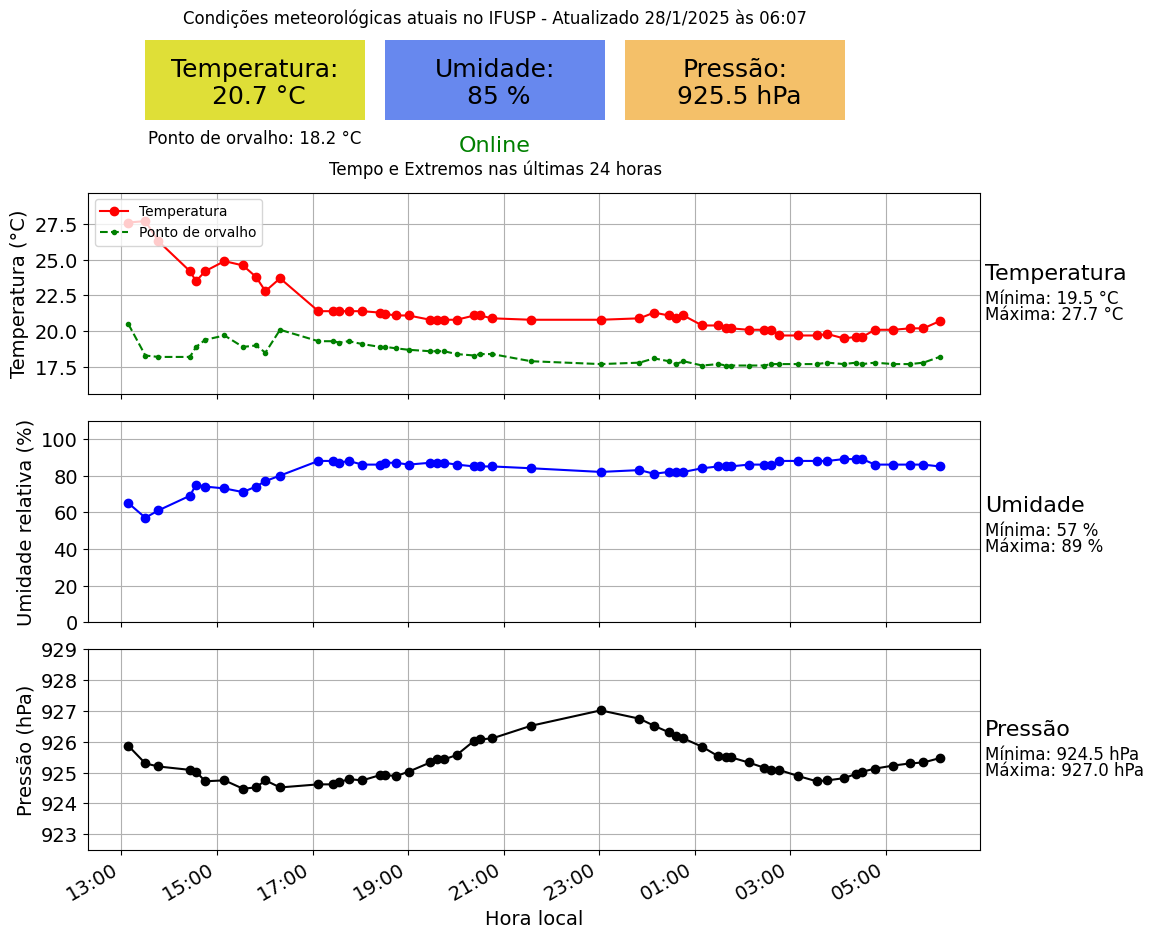 Condições meteorológicas atuais no IFUSP - Atualizado 28/1/2025 às 06:07
Temperatura:
20.7 °C
Umidade:
85 %
Pressão:
925.5 hPa
Ponto de orvalho: 18.2 °C
Online
Tempo e Extremos nas últimas 24 horas
Temperatura (°C)
27.5
25.0
22.5
20.0
17.5
Temperatura
Ponto de orvalho
Temperatura
Mínima: 19.5 °C
Máxima: 27.7 °C
Umidade relativa (%)
100
80
60
40
20
0
Umidade
Mínima: 57 %
Máxima: 89 %
Pressão (hPa)
929
928
927
926
925
924
923
Pressão
Mínima: 924.5 hPa
Máxima: 927.0 hPa
13:00 15:00 17:00 19:00 21:00 23:00 01:00 03:00 05:00
Hora local